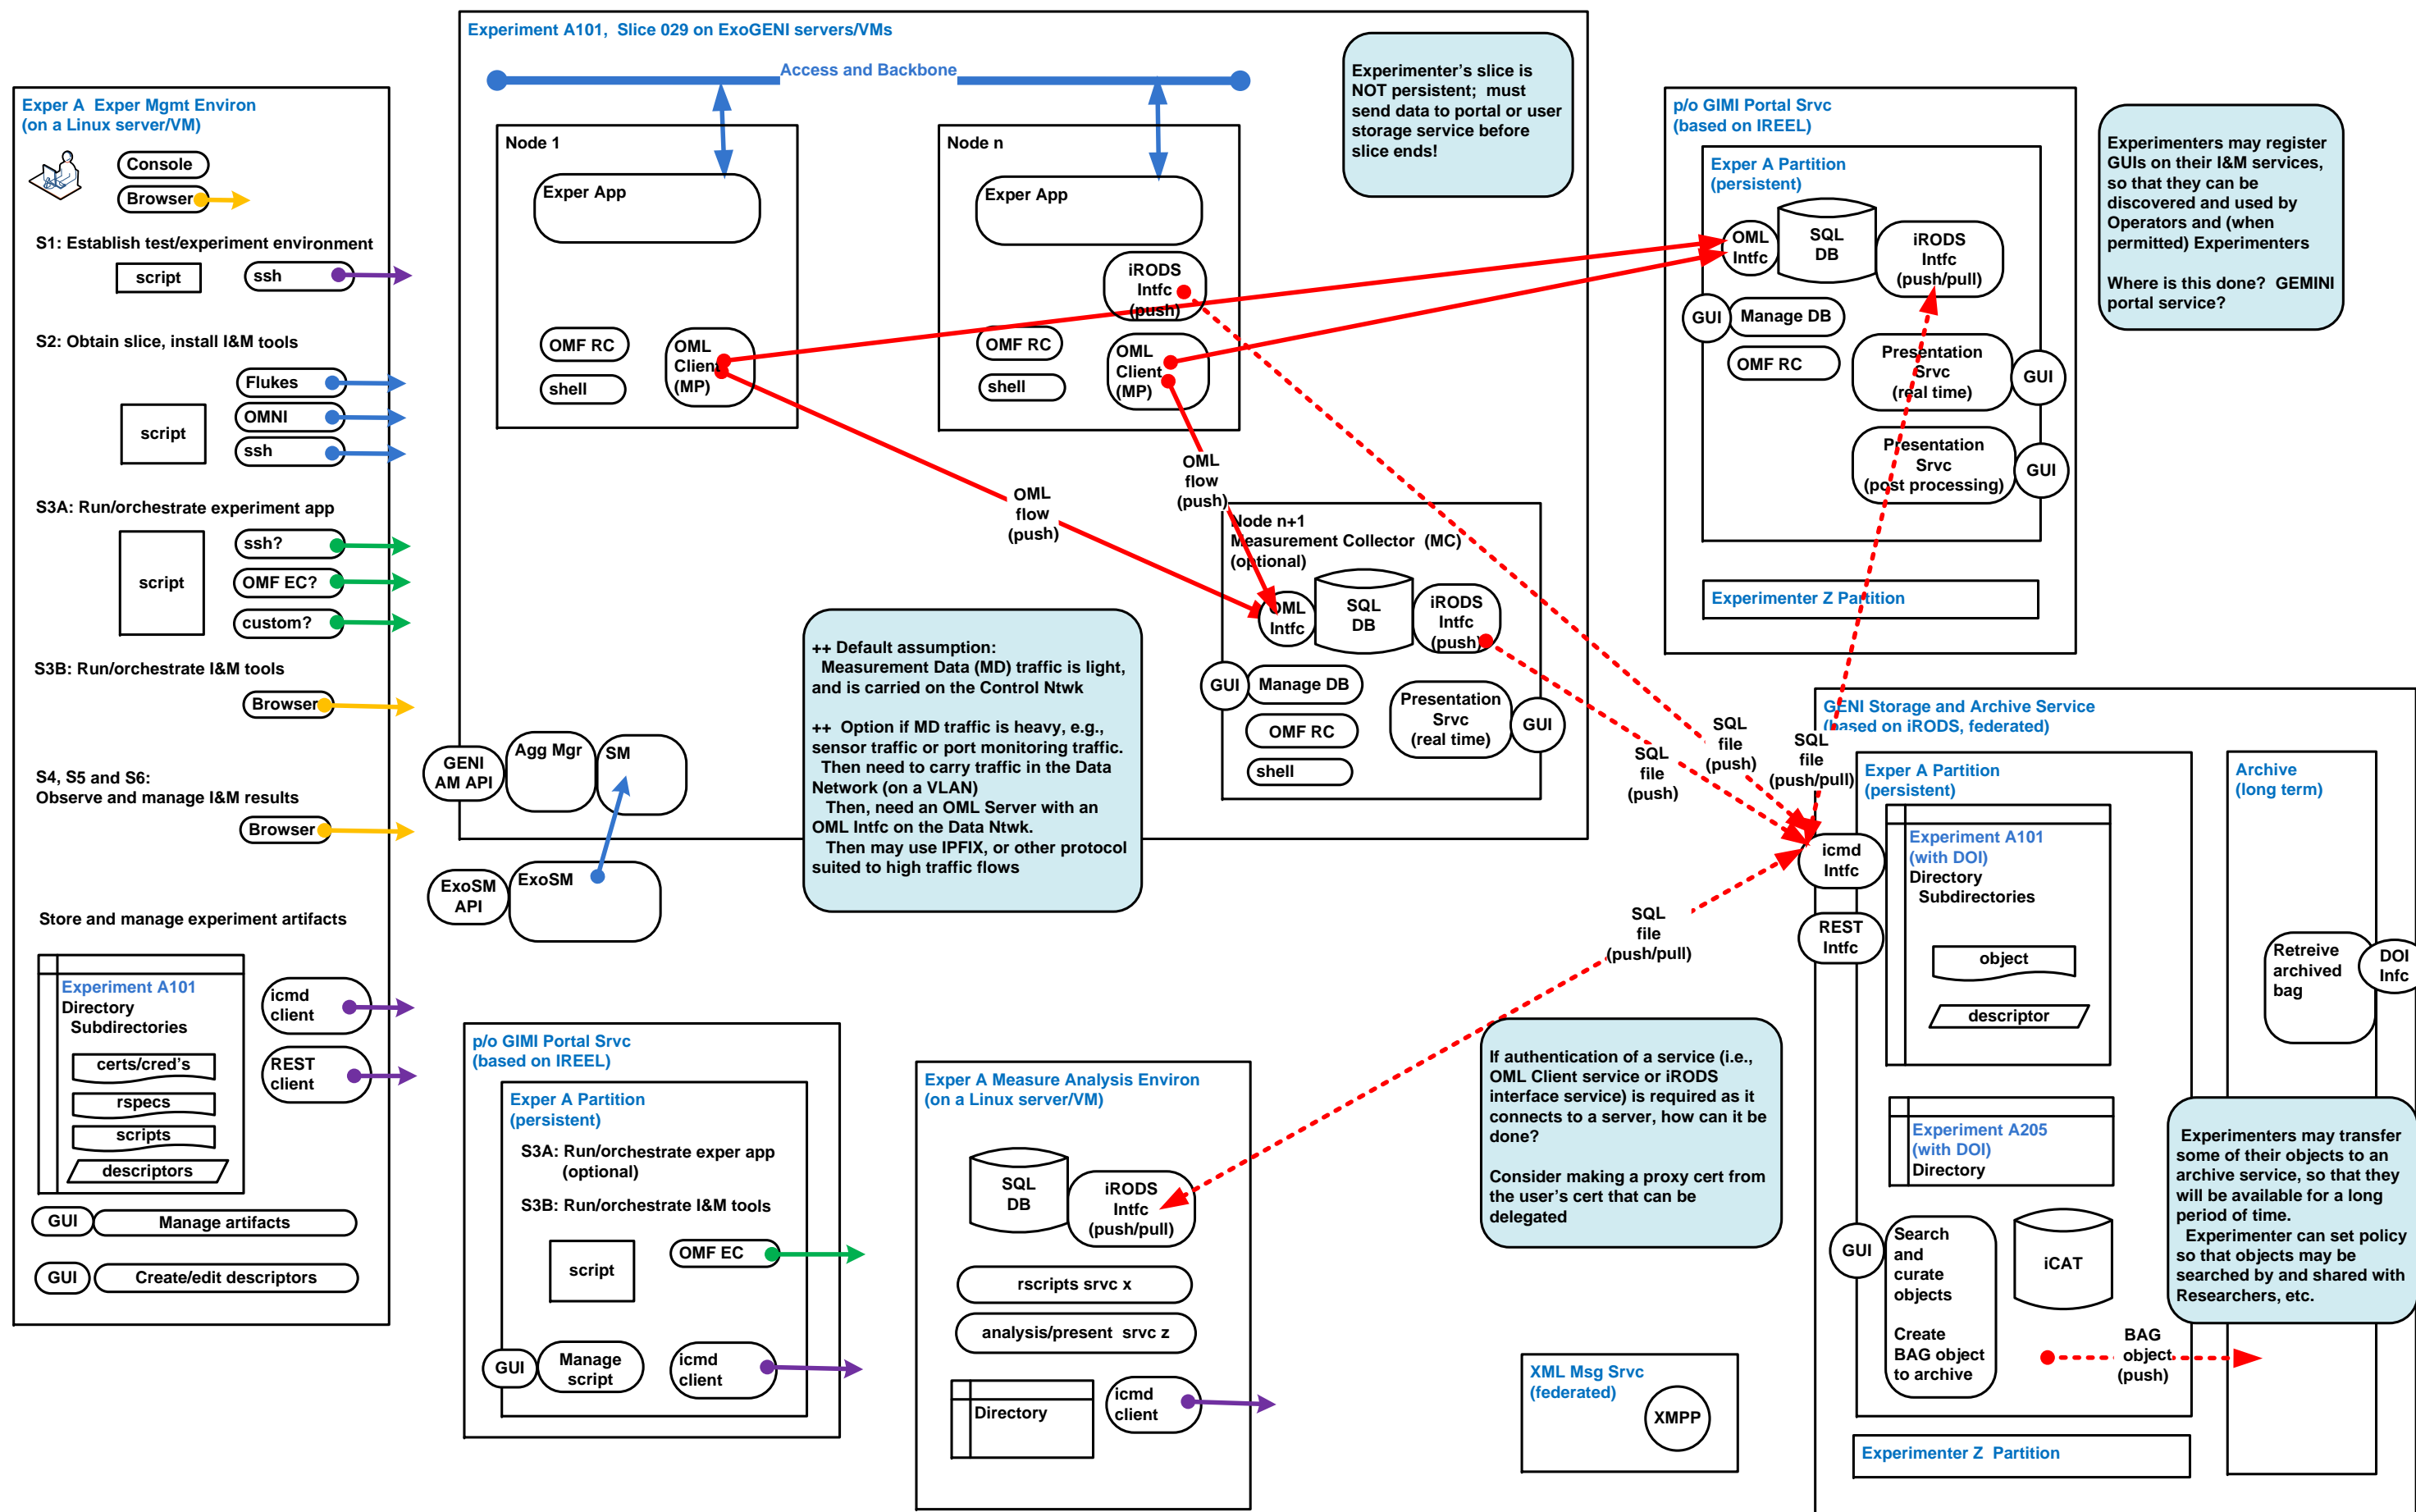 Experiment A101,  Slice 029 on ExoGENI servers/VMs
Access and Backbone
Experimenter's slice is
NOT persistent;  must
send data to portal or user
storage service before
slice ends!
Exper A  Exper Mgmt Environ
(on a Linux server/VM)
Console
Browser
S1: Establish test/experiment environment
script
ssh
S2: Obtain slice, install I&M tools
Flukes
OMNI
script
ssh
S3A: Run/orchestrate experiment app
ssh?
script
OMF EC?
custom?
S3B: Run/orchestrate I&M tools
Browser
S4, S5 and S6:
Observe and manage I&M results
Browser
Store and manage experiment artifacts
Experiment A101
Directory
Subdirectories
certs/cred's
rspecs
scripts
descriptors
icmd
client
REST
client
GUI
Manage artifacts
GUI
Create/edit descriptors
Node 1
Exper App
OMF RC
shell
OML
Client
(MP)
Node n
Exper App
iRODS
Intfc
(push)
OMF RC
shell
OML
Client
(MP)
OML
flow
(push)
OML
flow
(push)
Node n+1
Measurement Collector  (MC)
(optional)
OML
Intfc
SQL
DB
iRODS
Intfc
(push)
GUI
Manage DB
OMF RC
shell
Presentation
Srvc
(real time)
GUI
++ Default assumption:
Measurement Data (MD) traffic is light,
and is carried on the Control Ntwk
++  Option if MD traffic is heavy, e.g.,
sensor traffic or port monitoring traffic.
Then need to carry traffic in the Data
Network (on a VLAN)
Then, need an OML Server with an
OML Intfc on the Data Ntwk.
Then may use IPFIX, or other protocol
suited to high traffic flows
GENI
AM API
Agg Mgr
SM
ExoSM
API
ExoSM
p/o GIMI Portal Srvc
(based on IREEL)
Exper A Partition
(persistent)
OML
Intfc
SQL
DB
iRODS
Intfc
(push/pull)
GUI
Manage DB
OMF RC
Presentation
Srvc
(real time)
GUI
Presentation
Srvc
(post processing)
GUI
Experimenter Z Partition
Experimenters may register
GUIs on their I&M services,
so that they can be
discovered and used by
Operators and (when
permitted) Experimenters
Where is this done?  GEMINI
portal service?
SQL
file
(push)
SQL
file
(push)
SQL
file
(push/pull)
SQL
file
(push/pull)
GENI Storage and Archive Service
(based on iRODS, federated)
Exper A Partition
(persistent)
Experiment A101
(with DOI)
Directory
Subdirectories
object
descriptor
icmd
Intfc
REST
Intfc
Experiment A205
(with DOI)
Directory
GUI
Search
and
curate
objects
Create
BAG object
to archive
iCAT
BAG
object
(push)
Experimenter Z  Partition
Archive
(long term)
Retreive
archived
bag
DOI
Infc
Experimenters may transfer
some of their objects to an
archive service, so that they
will be available for a long
period of time.
Experimenter can set policy
so that objects may be
searched by and shared with
Researchers, etc.
p/o GIMI Portal Srvc
(based on IREEL)
Exper A Partition
(persistent)
S3A: Run/orchestrate exper app
(optional)
S3B: Run/orchestrate I&M tools
script
OMF EC
GUI
Manage
script
icmd
client
Exper A Measure Analysis Environ
(on a Linux server/VM)
SQL
DB
iRODS
Intfc
(push/pull)
rscripts srvc x
analysis/present  srvc z
Directory
icmd
client
If authentication of a service (i.e.,
OML Client service or iRODS
interface service) is required as it
connects to a server, how can it be
done?
Consider making a proxy cert from
the user's cert that can be
delegated
XML Msg Srvc
(federated)
XMPP